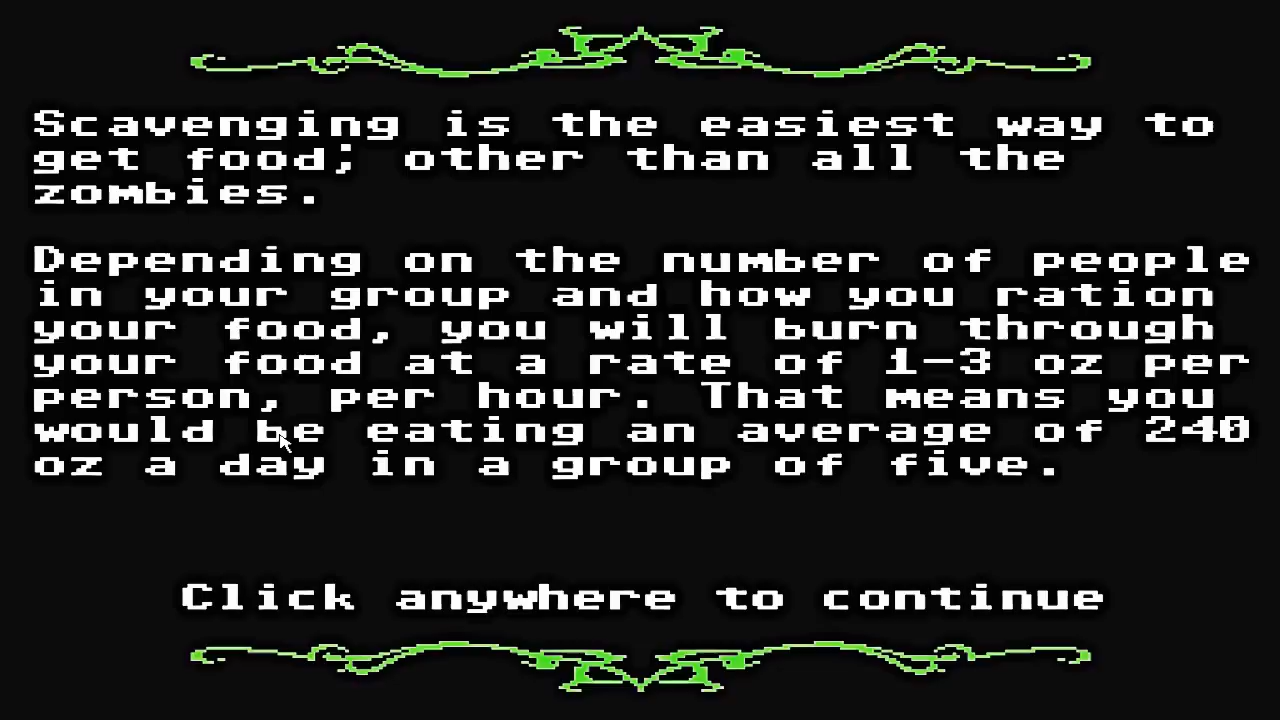 Scavenging is the easiest way to
get food; other than all the
zombies.
Depending on the number of people
in your group and how you ration
your food, you will burn through
your food at a rate of 1-3 oz per
person, per hour. That means you
would be eating an average of 240
oz a day in a group of five.
Click anywhere to continue